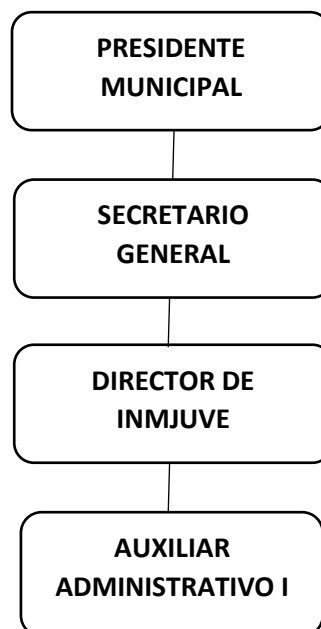 PRESIDENTE
MUNICIPAL
SECRETARIO
GENERAL
DIRECTOR DE
INMJUVE
AUXILIAR
ADMINISTRATIVO I